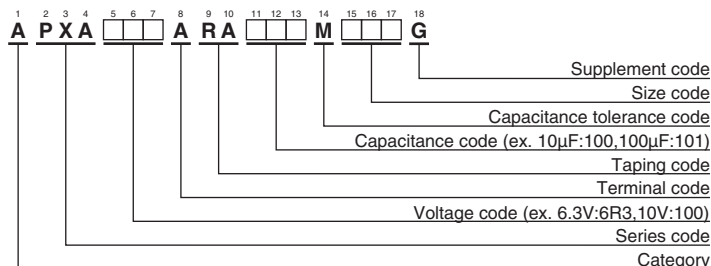 1 2 3 4 5 6 7 8 9 10 11 12 13 14 15 16 17 18
A PXA □□□ A RA □□□ M □□□ G
Supplement code
Size code
Capacitance tolerance code
Capacitance code (ex. 10µF:100,100µF:101)
Taping code
Terminal code
Voltage code (ex. 6.3V:6R3,10V:100)
Series code
Category